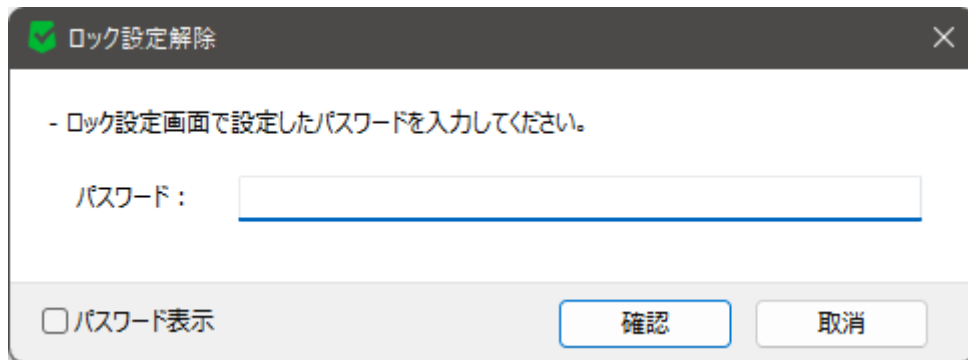 ロック設定解除
- ロック設定画面で設定したパスワードを入力してください。
パスワード：
パスワード表示
確認
取消